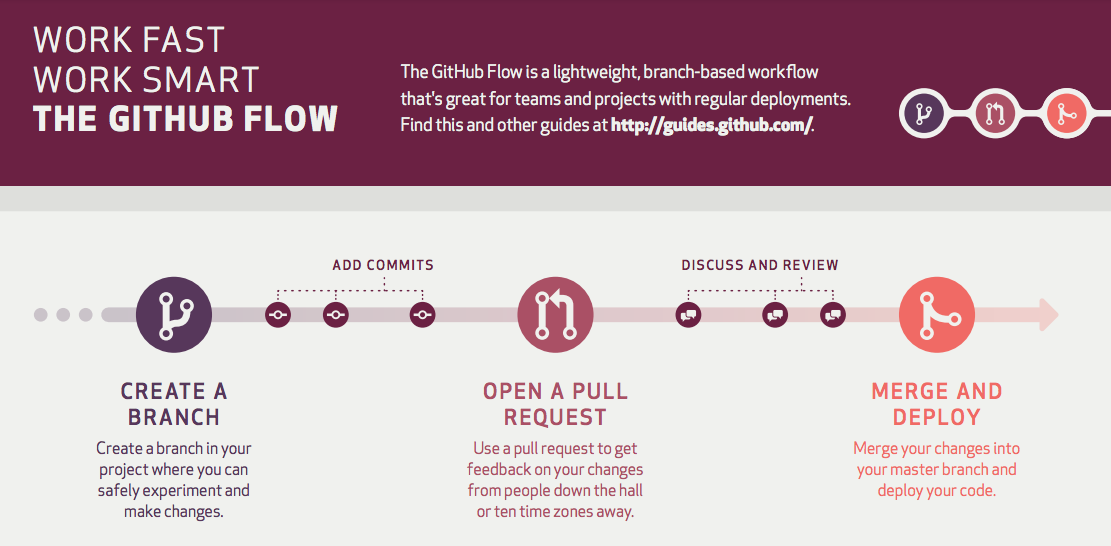 WORK FAST
WORK SMART
THE GITHUB FLOW
The GitHub Flow is a lightweight, branch-based workflow
that's great for teams and projects with regular deployments.
Find this and other guides at http://guides.github.com/.
ADD COMMITS
DISCUSS AND REVIEW
CREATE A
BRANCH
Create a branch in your
project where you can
safely experiment and
make changes.
OPEN A PULL
REQUEST
Use a pull request to get
feedback on your changes
from people down the hall
or ten time zones away.
MERGE AND
DEPLOY
Merge your changes into
your master branch and
deploy your code.